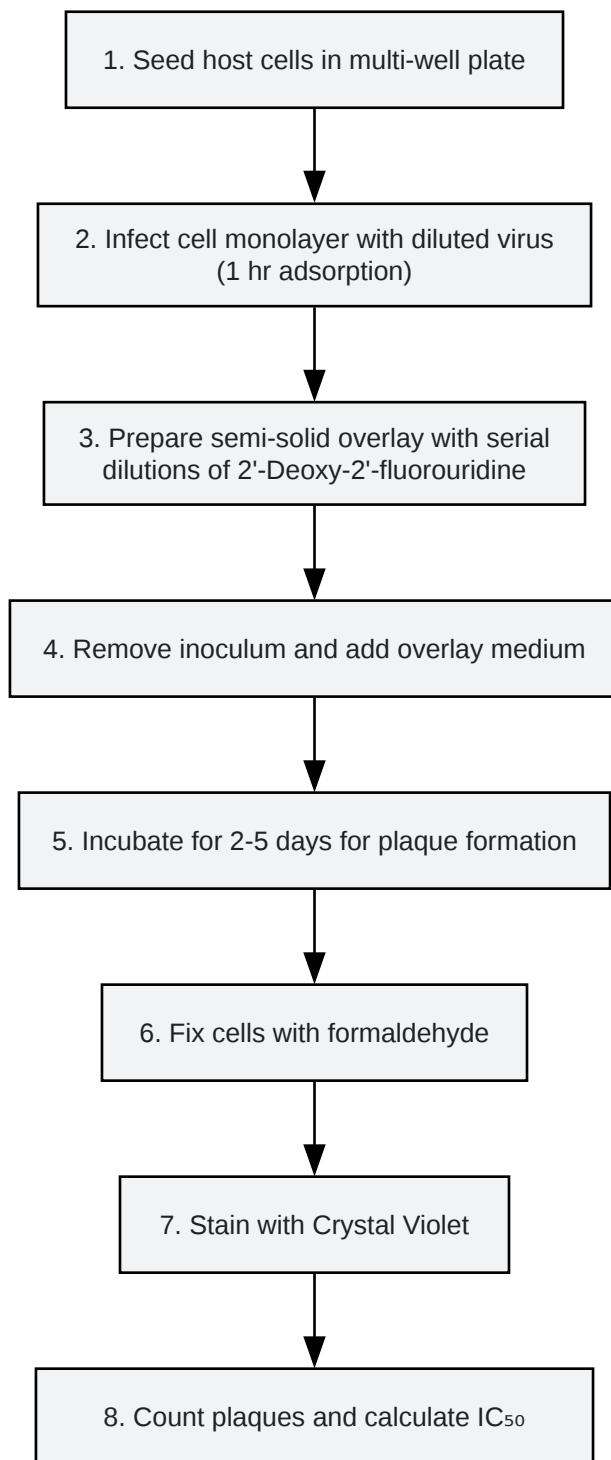 1. Seed host cells in multi-well plate
2. Infect cell monolayer with diluted virus
(1 hr adsorption)
3. Prepare semi-solid overlay with serial
dilutions of 2'-Deoxy-2'-fluorouridine
4. Remove inoculum and add overlay medium
5. Incubate for 2-5 days for plaque formation
6. Fix cells with formaldehyde
7. Stain with Crystal Violet
8. Count plaques and calculate IC₅₀